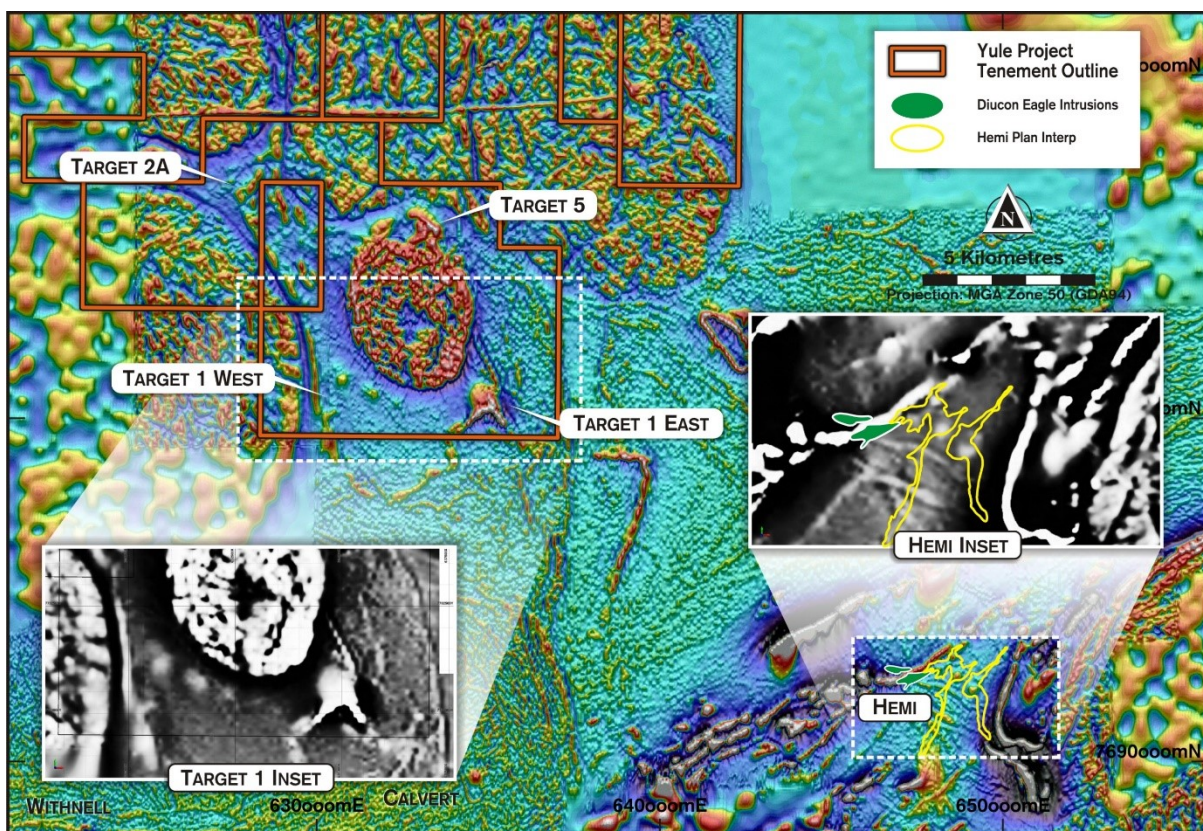 Yule Project
Tenement Outline
Diucon Eagle Intrusions
Hemi Plan Interp
ooomN
TARGET 2A
TARGET 5
N
5 Kilometres
Projection: MGA Zone 50 (GDA94)
TARGET 1 WEST
TARGET 1 EAST
ooomN
HEMI INSET
HEMI
7690000mN
TARGET 1 INSET
WITHNELL
630000mE
CALVERT
640000mE
650000mE